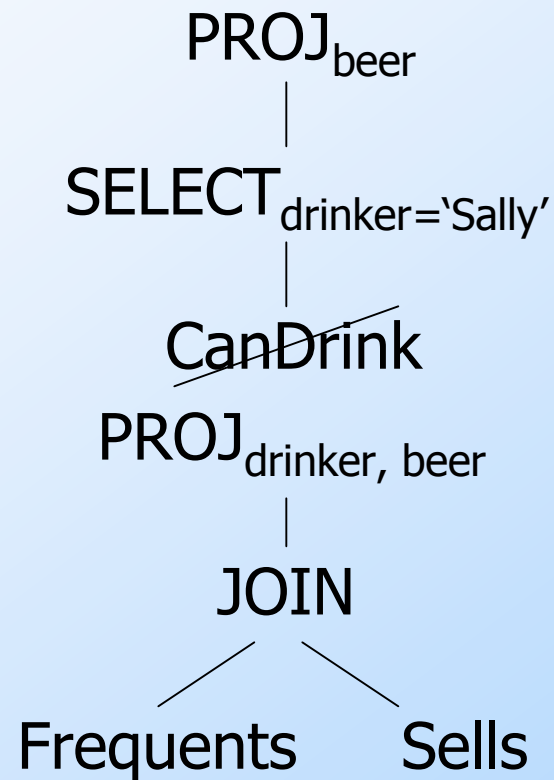 PROJbeer
SELECTdrinker=‘Sally’
CanDrink
PROJdrinker, beer
JOIN
Frequents Sells